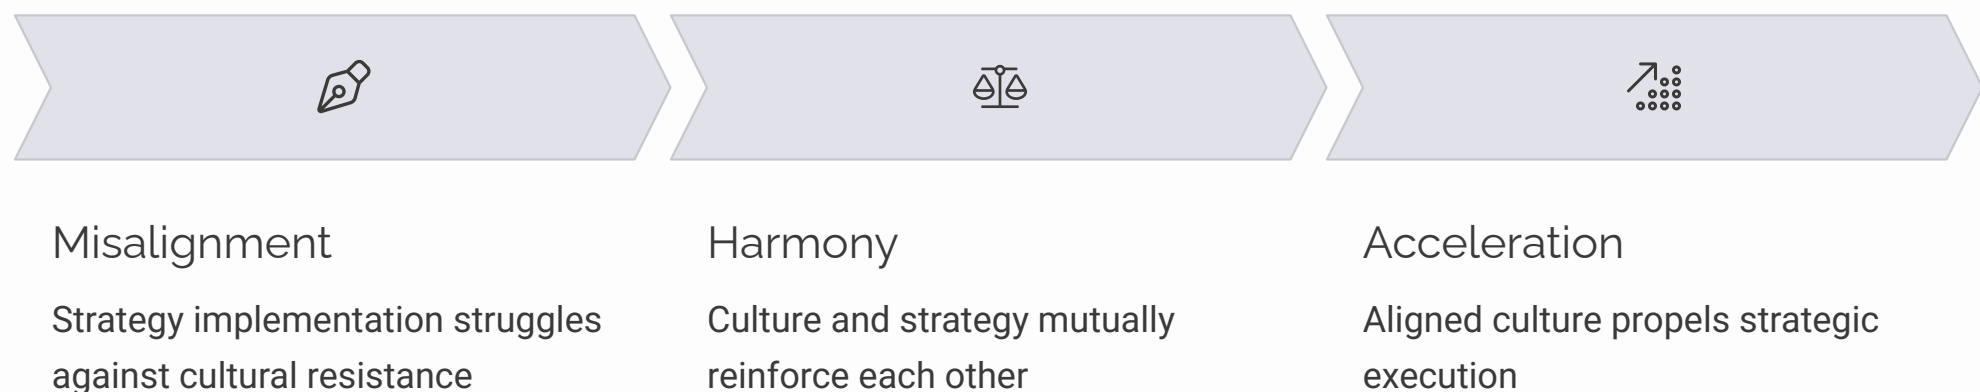 Misalignment
Strategy implementation struggles
against cultural resistance
Harmony
Culture and strategy mutually
reinforce each other
Acceleration
Aligned culture propels strategic
execution